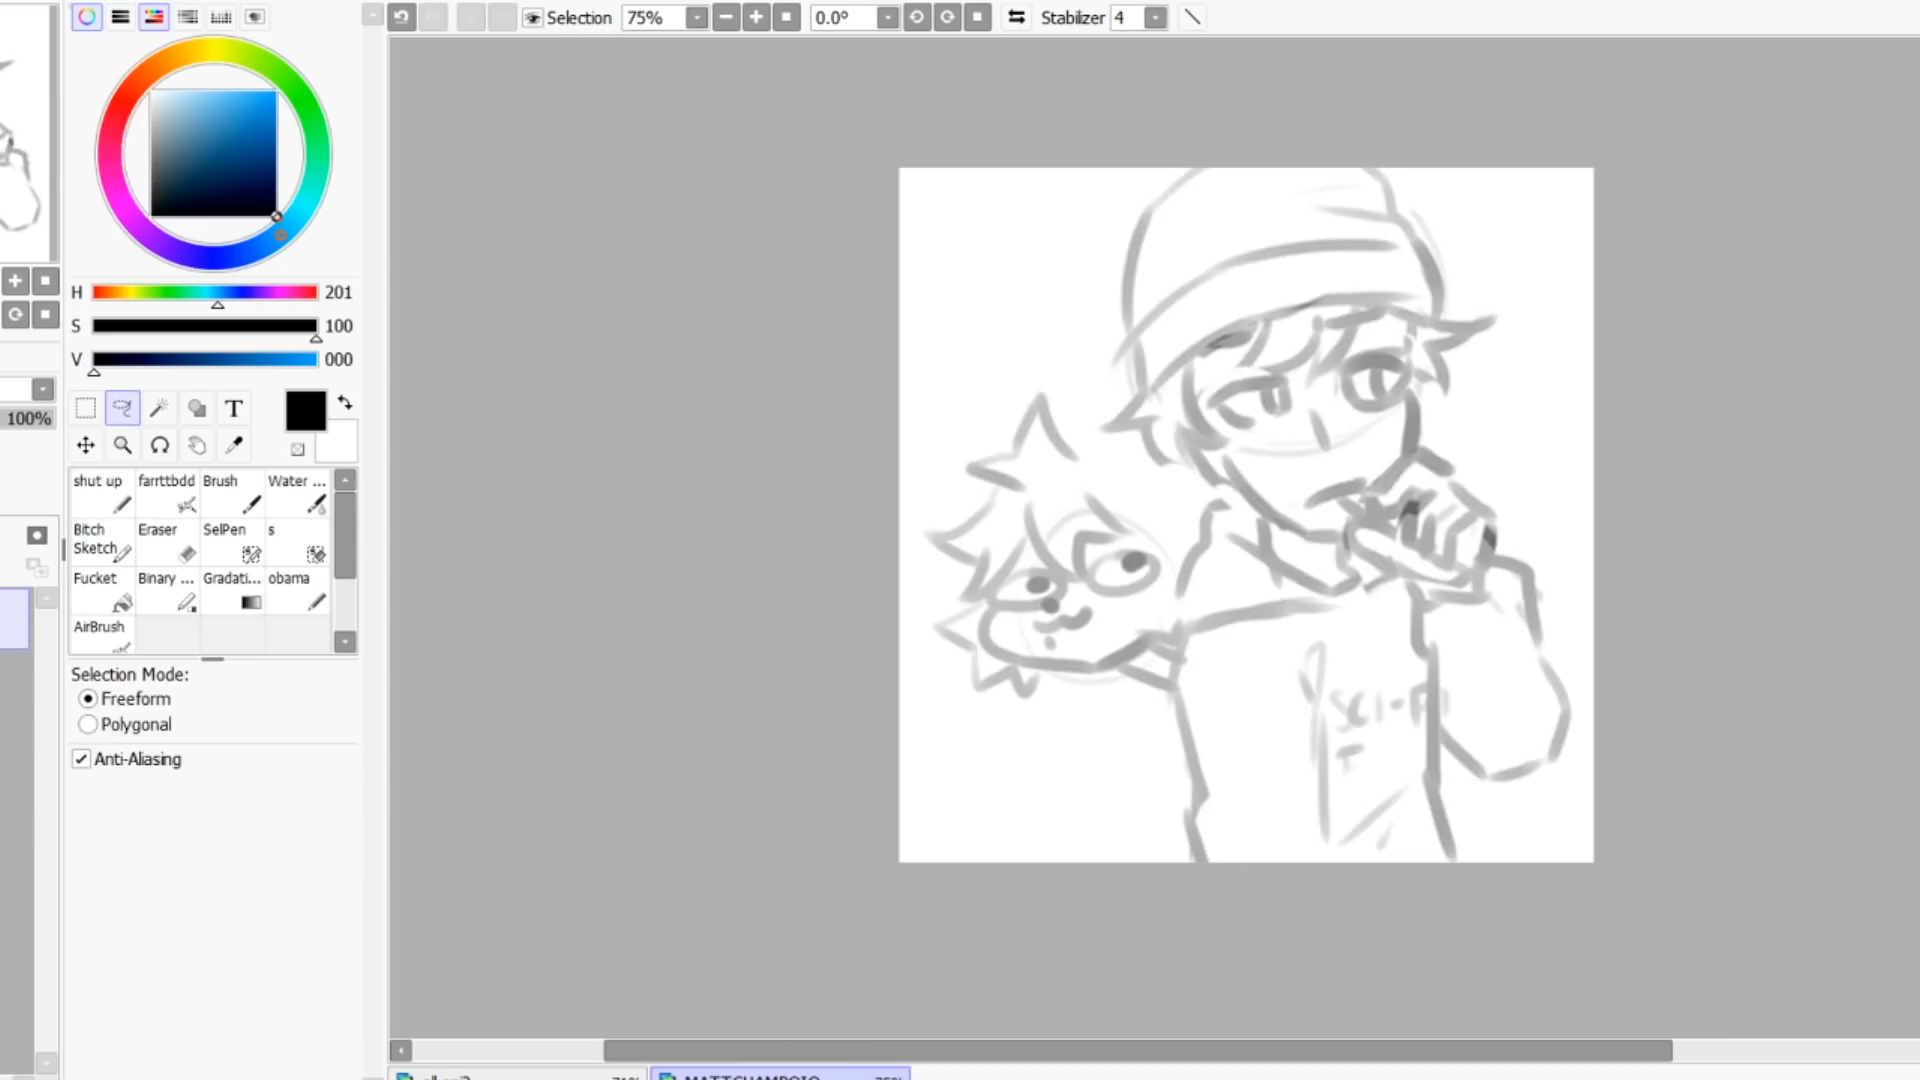 Selection 75% 0.0° Stabilizer 4
H 201
S 100
V 000
100%
T
shut up farrttbdd Brush Water ...
Bitch Sketch Eraser SelPen s
Fucket Binary ... Gradati... obama
AirBrush
Selection Mode:
Freeform
Polygonal
Anti-Aliasing